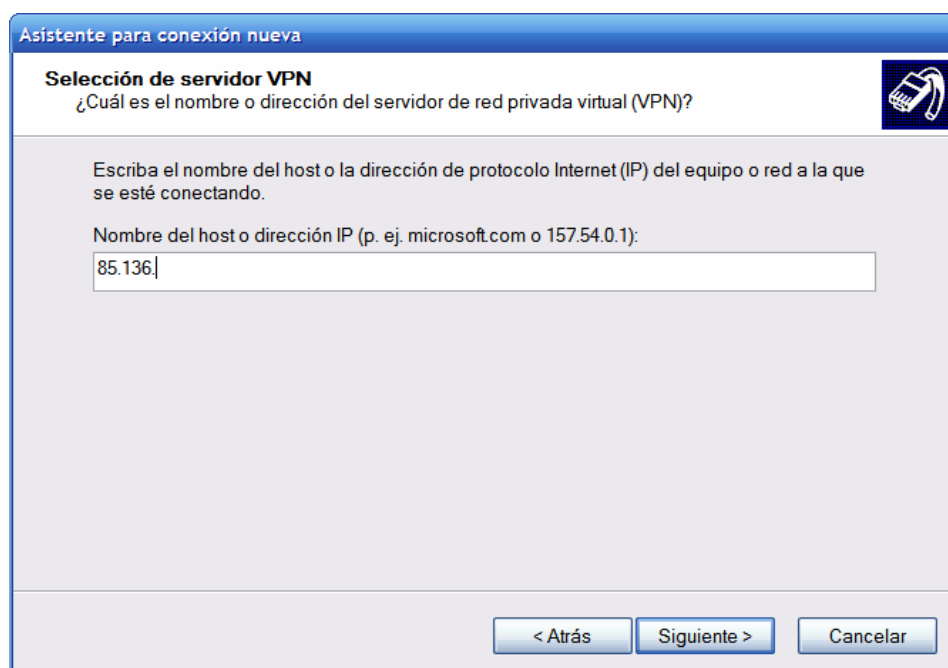 Asistente para conexión nueva
Selección de servidor VPN
¿Cuál es el nombre o dirección del servidor de red privada virtual (VPN)?
Escriba el nombre del host o la dirección de protocolo Internet (IP) del equipo o red a la que
se esté conectando.
Nombre del host o dirección IP (p. ej. microsoft.com o 157.54.0.1):
85.136.
< Atrás Siguiente > Cancelar